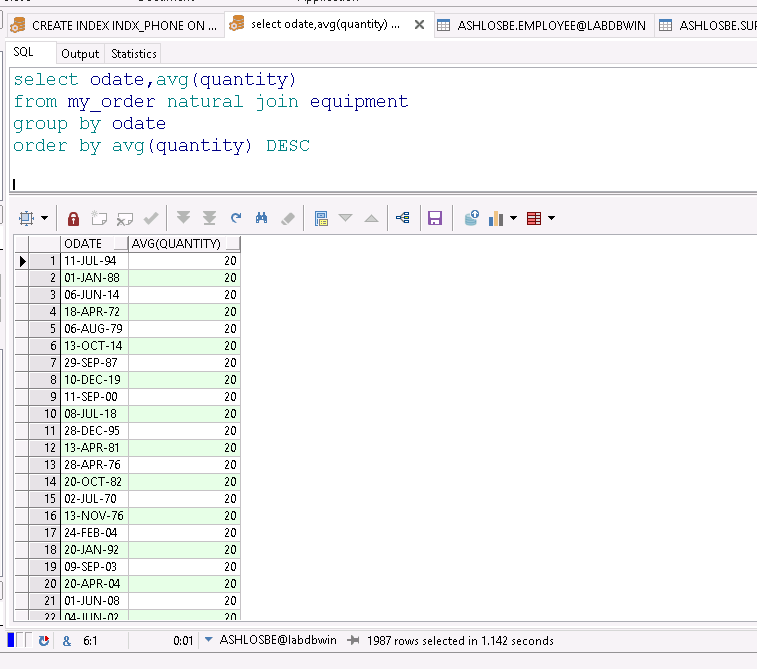 CREATE INDEX INDX_PHONE ON ... select odate,avg(quantity) ... ASHLOSBE.EMPLOYEE@LABDBWIN ASHLOSBE.SUP
SQL Output Statistics
select odate,avg(quantity)
from my_order natural join equipment
group by odate
order by avg(quantity) DESC
ODATE AVG(QUANTITY)
1 11-JUL-94 20
2 01-JAN-88 20
3 06-JUN-14 20
4 18-APR-72 20
5 06-AUG-79 20
6 13-OCT-14 20
7 29-SEP-87 20
8 10-DEC-19 20
9 11-SEP-00 20
10 08-JUL-18 20
11 28-DEC-95 20
12 13-APR-81 20
13 28-APR-76 20
14 20-OCT-82 20
15 02-JUL-70 20
16 13-NOV-76 20
17 24-FEB-04 20
18 20-JAN-92 20
19 09-SEP-03 20
20 20-APR-04 20
21 01-JUN-08 20
22 04-JUN-02 20
& 6:1 0:01 ASHLOSBE@labdbwin 1987 rows selected in 1.142 seconds